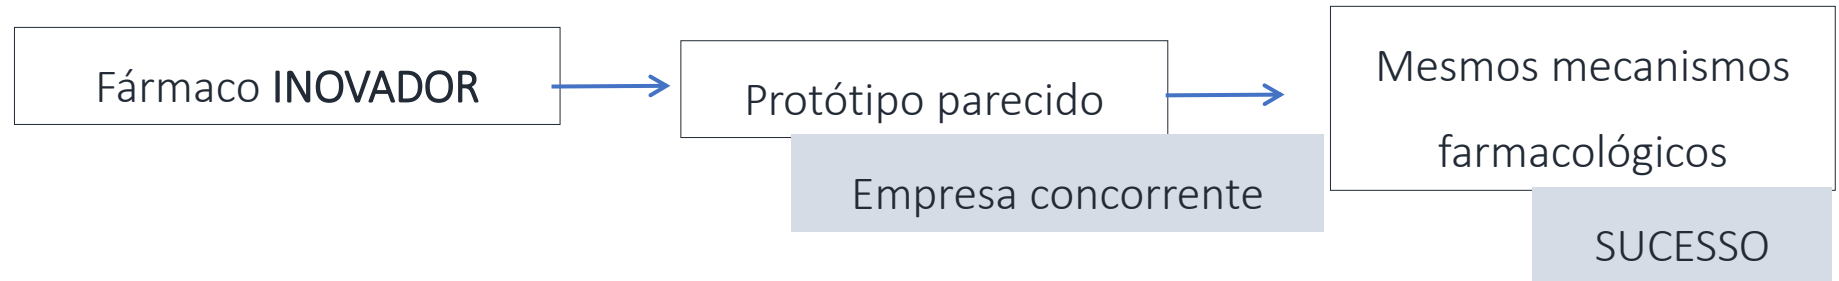 Fármaco INOVADOR
Protótipo parecido
Empresa concorrente
Mesmos mecanismos
farmacológicos
SUCESSO